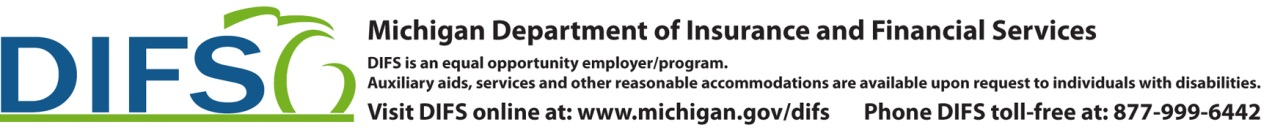 DIFS
Michigan Department of Insurance and Financial Services
DIFS is an equal opportunity employer/program.
Auxiliary aids, services and other reasonable accommodations are available upon request to individuals with disabilities.
Visit DIFS online at: www.michigan.gov/difs Phone DIFS toll-free at: 877-999-6442